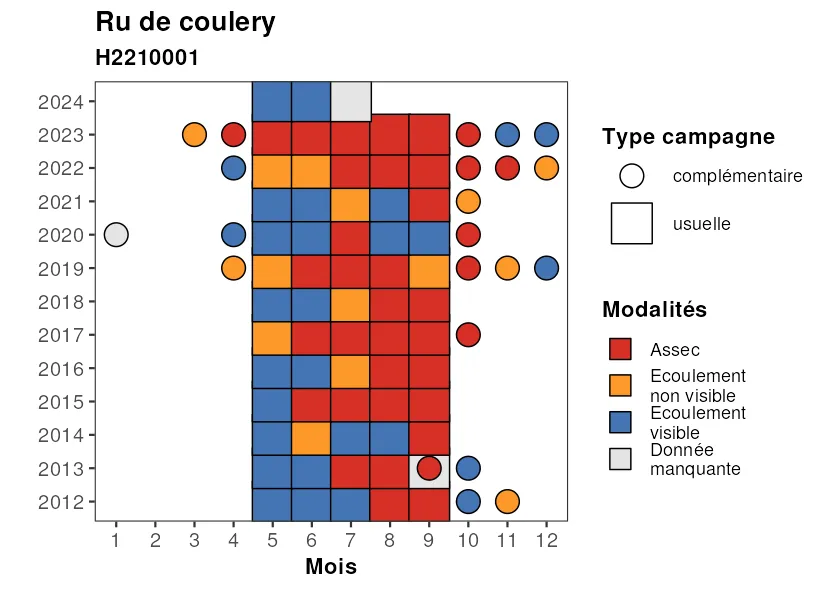 Ru de coulery
H2210001
2024
2023
2022
2021
2020
2019
2018
2017
2016
2015
2014
2013
2012
1 2 3 4 5 6 7 8 9 10 11 12
Mois
Type campagne
complémentaire
usuelle
Modalités
Assec
Ecoulement
non visible
Ecoulement
visible
Donnée
manquante